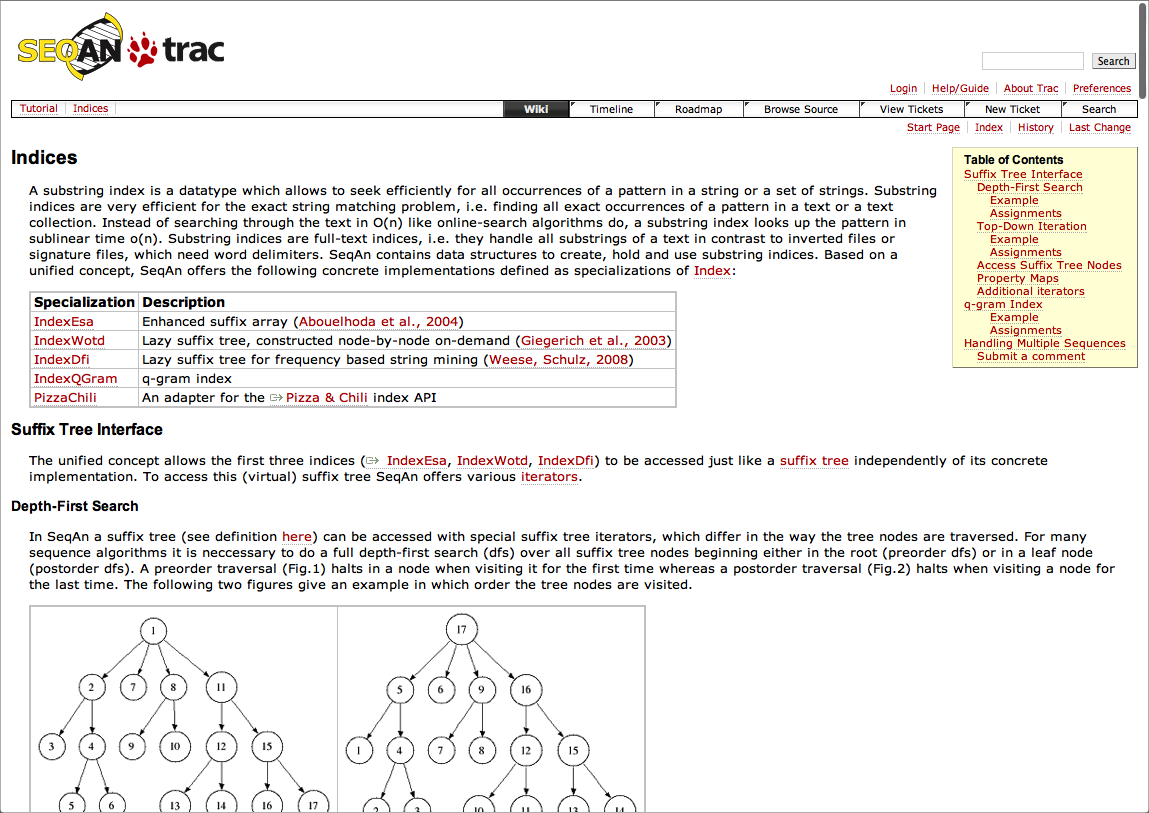 SEQAN trac
Search
Login Help/Guide About Trac Preferences
Tutorial Indices Wiki Timeline Roadmap Browse Source View Tickets New Ticket Search
Start Page Index History Last Change
Indices
A substring index is a datatype which allows to seek efficiently for all occurrences of a pattern in a string or a set of strings. Substring
indices are very efficient for the exact string matching problem, i.e. finding all exact occurrences of a pattern in a text or a text
collection. Instead of searching through the text in O(n) like online-search algorithms do, a substring index looks up the pattern in
sublinear time o(n). Substring indices are full-text indices, i.e. they handle all substrings of a text in contrast to inverted files or
signature files, which need word delimiters. SeqAn contains data structures to create, hold and use substring indices. Based on a
unified concept, SeqAn offers the following concrete implementations defined as specializations of Index:
Table of Contents
Suffix Tree Interface
Depth-First Search
Example
Assignments
Top-Down Iteration
Example
Assignments
Access Suffix Tree Nodes
Property Maps
Additional iterators
q-gram Index
Example
Assignments
Handling Multiple Sequences
Submit a comment
Specialization Description
IndexEsa Enhanced suffix array (Abouelhoda et al., 2004)
IndexWotd Lazy suffix tree, constructed node-by-node on-demand (Giegerich et al., 2003)
IndexDfi Lazy suffix tree for frequency based string mining (Weese, Schulz, 2008)
IndexQGram q-gram index
PizzaChili An adapter for the Pizza & Chili index API
Suffix Tree Interface
The unified concept allows the first three indices ( IndexEsa, IndexWotd, IndexDfi) to be accessed just like a suffix tree independently of its concrete
implementation. To access this (virtual) suffix tree SeqAn offers various iterators.
Depth-First Search
In SeqAn a suffix tree (see definition here) can be accessed with special suffix tree iterators, which differ in the way the tree nodes are traversed. For many
sequence algorithms it is neccessary to do a full depth-first search (dfs) over all suffix tree nodes beginning either in the root (preorder dfs) or in a leaf node
(postorder dfs). A preorder traversal (Fig.1) halts in a node when visiting it for the first time whereas a postorder traversal (Fig.2) halts when visiting a node for
the last time. The following two figures give an example in which order the tree nodes are visited.
1
2 7 8 11
3 4 9 10 12 15
5 6 13 14 16 17
17
5 6 9 16
1 4 7 8 12 15
2 3 10 11 13 14